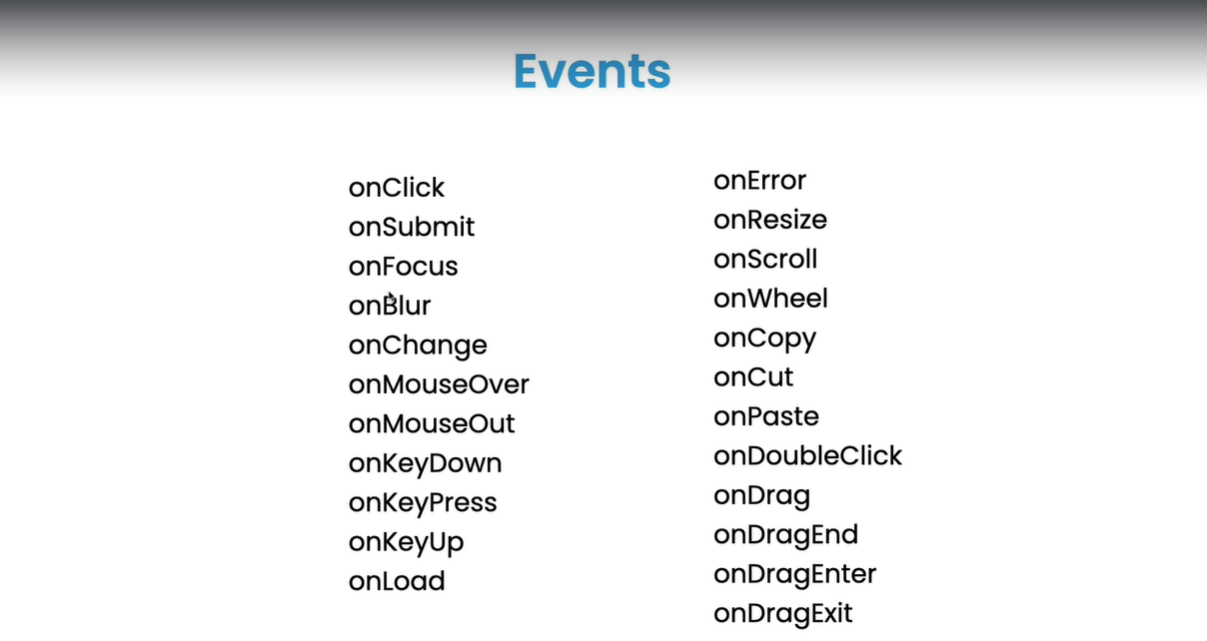 Events
onClick
onSubmit
onFocus
onBlur
onChange
onMouseOver
onMouseOut
onKeyDown
onKeyPress
onKeyUp
onLoad
onError
onResize
onScroll
onWheel
onCopy
onCut
onPaste
onDoubleClick
onDrag
onDragEnd
onDragEnter
onDragExit